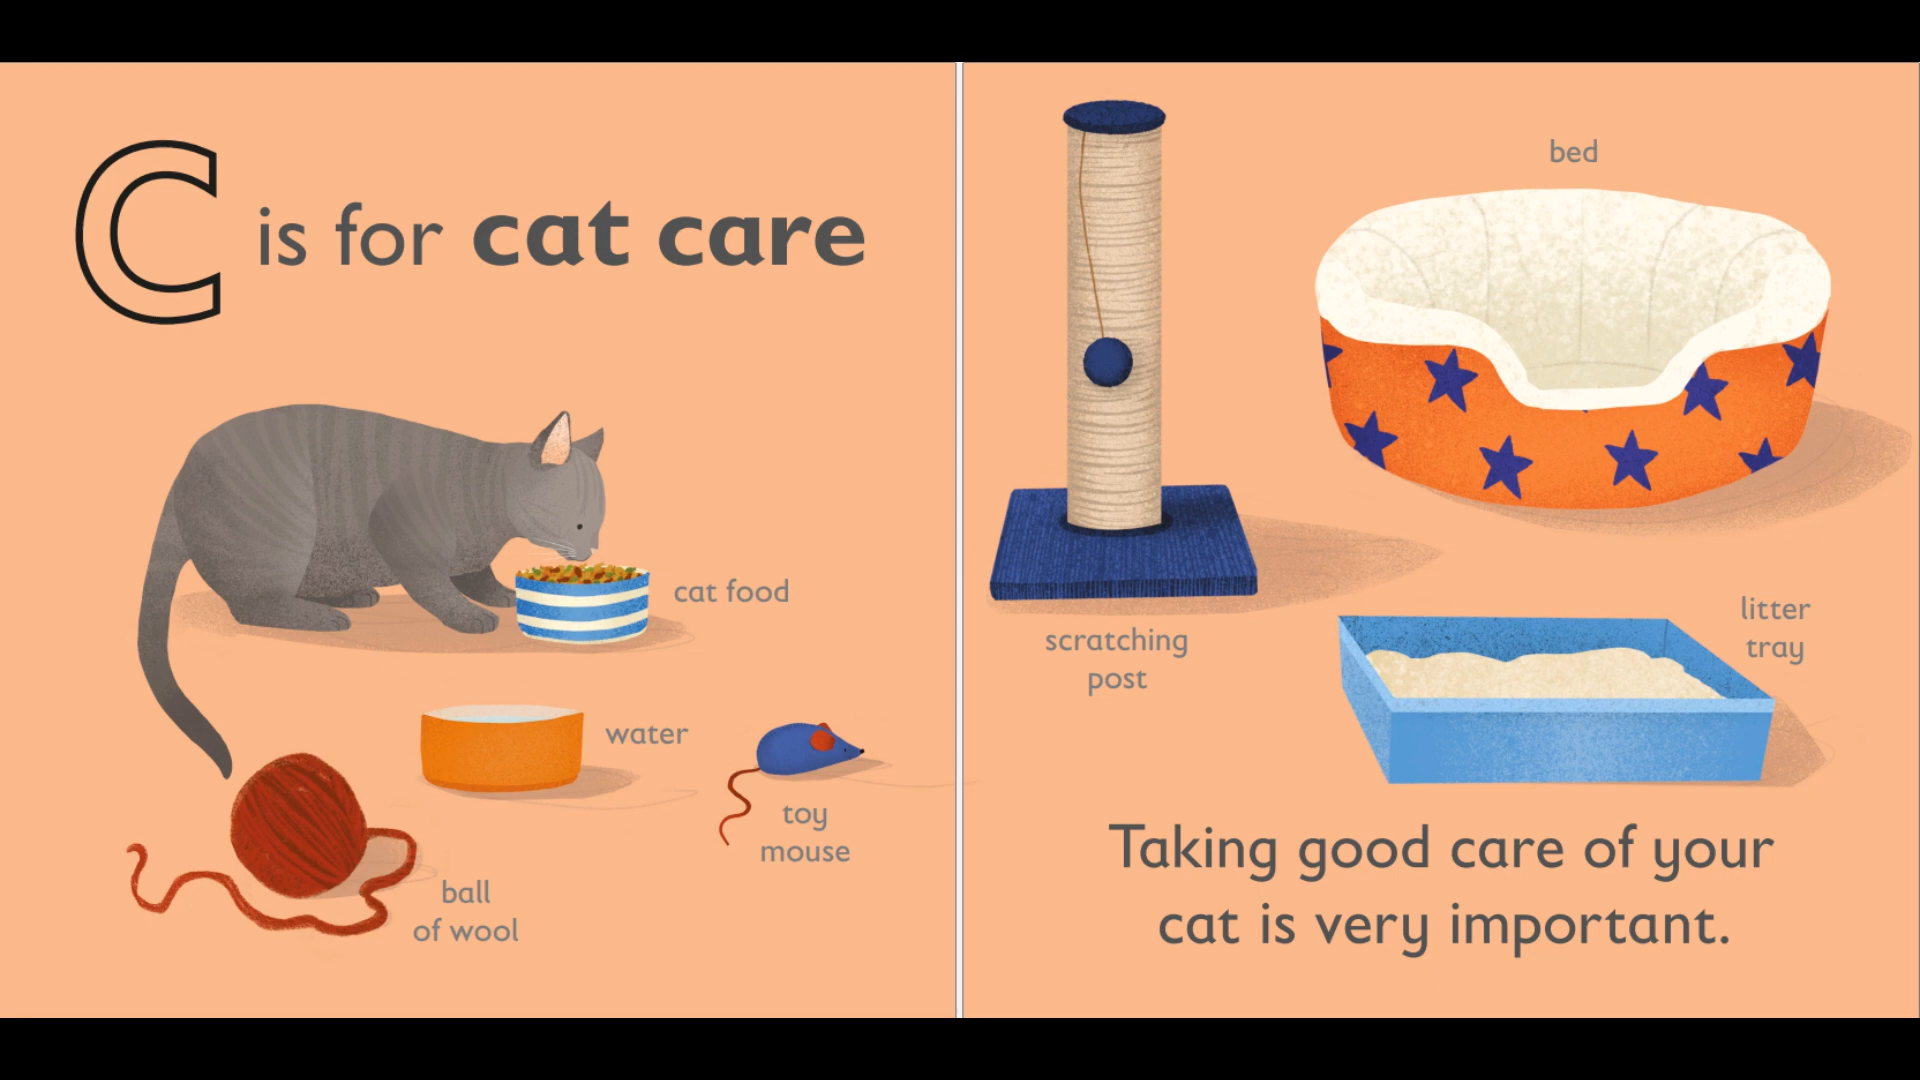 C is for cat care
cat food
water
toy
mouse
ball
of wool
bed
scratching
post
litter
tray
Taking good care of your
cat is very important.